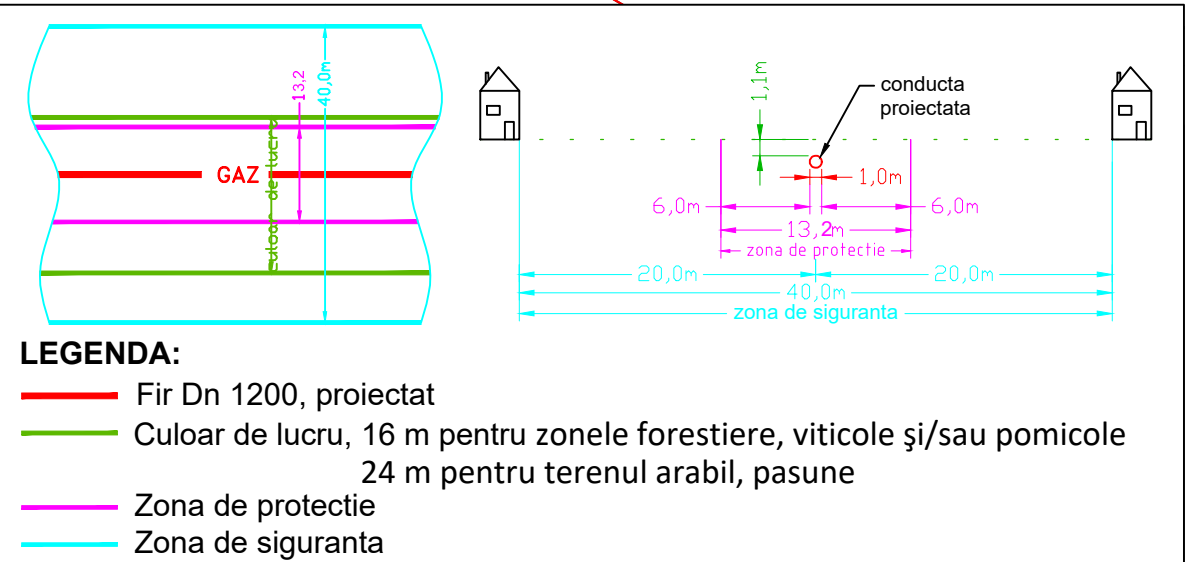 13,2
40,0m
GAZ
culoar de lucru
1,1m
conducta
proiectata
1,0m
6,0m
6,0m
13,2m
zona de protectie
20,0m
20,0m
40,0m
zona de siguranta
LEGENDA:
Fir Dn 1200, proiectat
Culoar de lucru, 16 m pentru zonele forestiere, viticole şi/sau pomicole
24 m pentru terenul arabil, pasune
Zona de protectie
Zona de siguranta